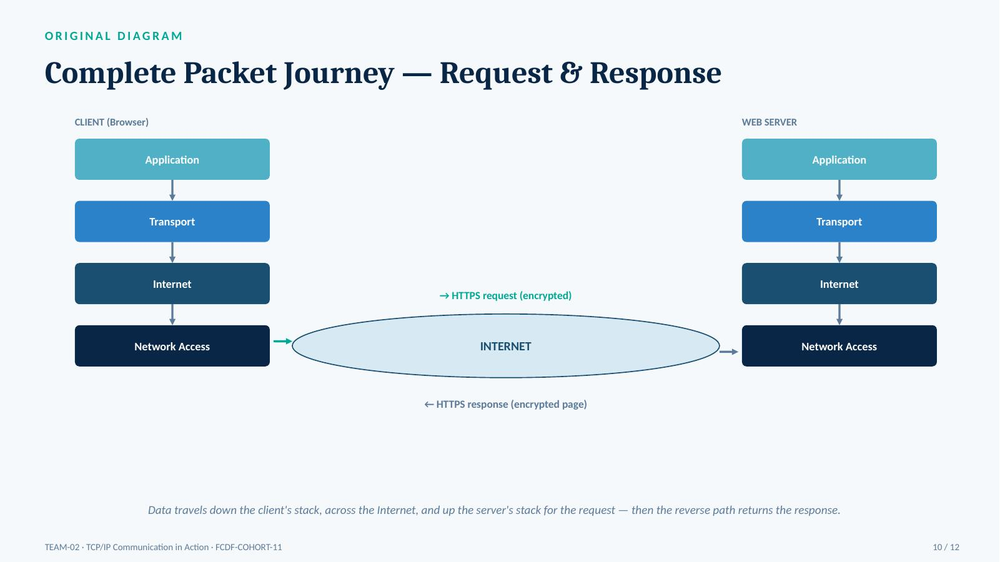 ORIGINAL DIAGRAM
Complete Packet Journey — Request & Response
CLIENT (Browser)
WEB SERVER
Application
Application
Transport
Transport
Internet
Internet
→ HTTPS request (encrypted)
Network Access
INTERNET
Network Access
← HTTPS response (encrypted page)
Data travels down the client's stack, across the Internet, and up the server's stack for the request — then the reverse path returns the response.
TEAM-02 · TCP/IP Communication in Action · FCDF-COHORT-11
10 / 12